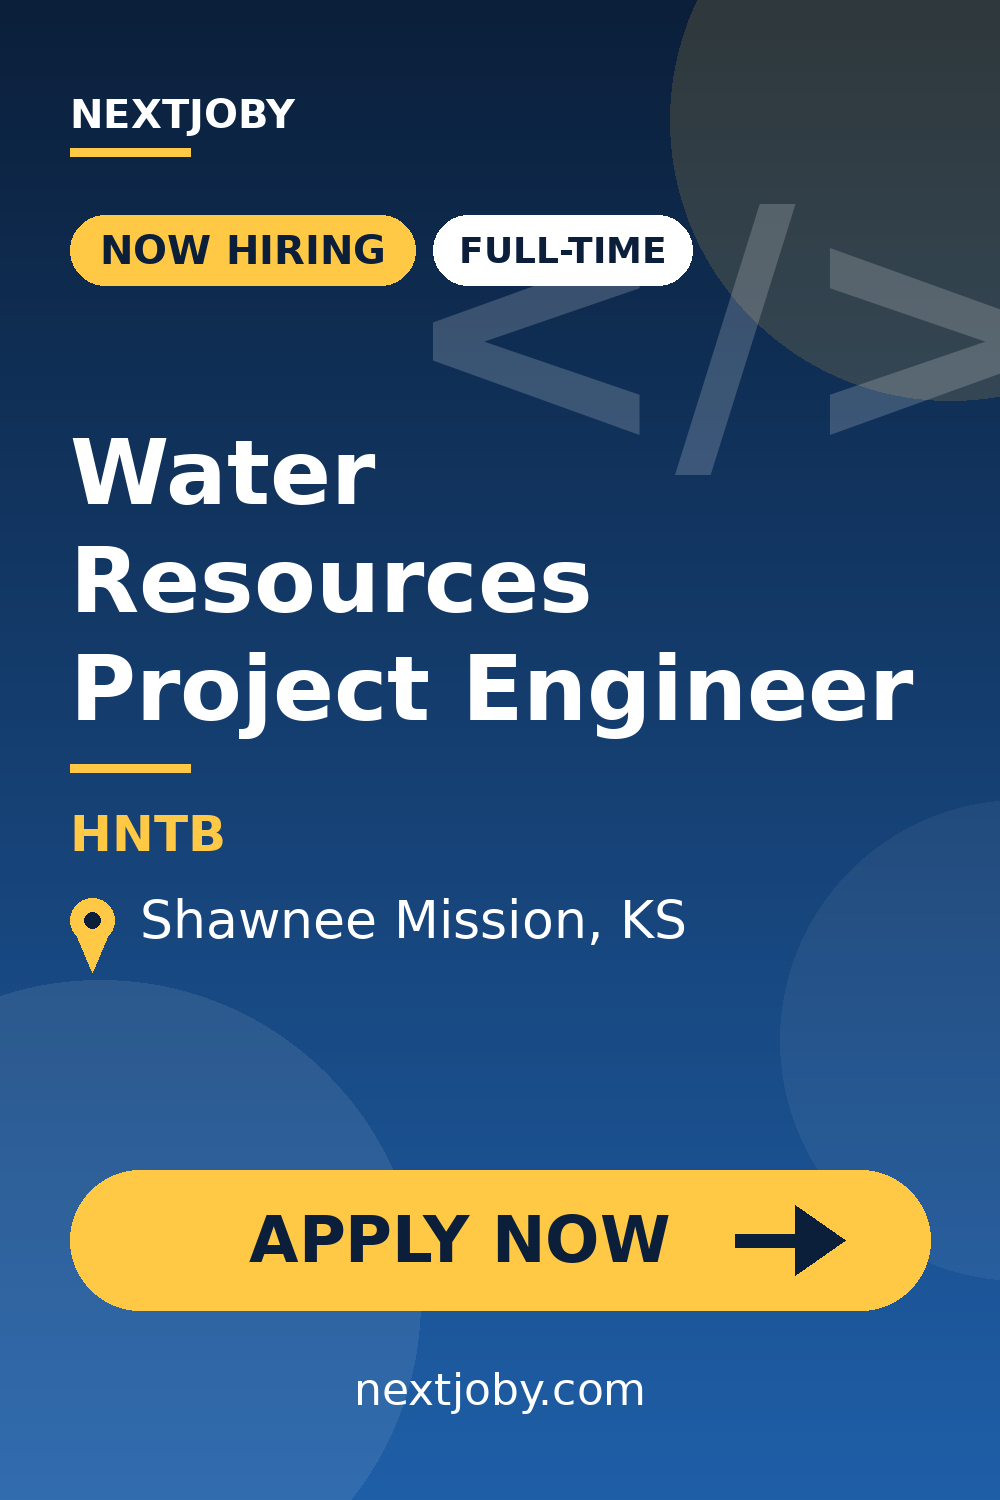 NEXTJOBY
NOW HIRING FULL-TIME
</>
Water
Resources
Project Engineer
HNTB
Shawnee Mission, KS
APPLY NOW
nextjoby.com